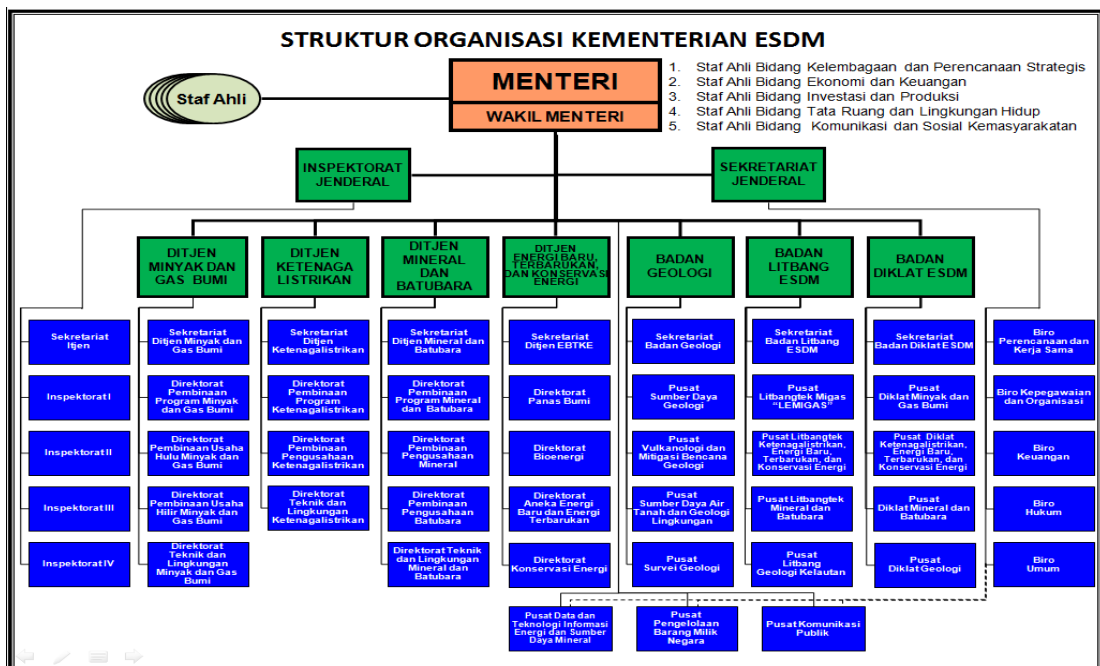 STRUKTUR ORGANISASI KEMENTERIAN ESDM
Staf Ahli
MENTERI
WAKIL MENTERI
1. Staf Ahli Bidang Kelembagaan dan Perencanaan Strategis
2. Staf Ahli Bidang Ekonomi dan Keuangan
3. Staf Ahli Bidang Investasi dan Produksi
4. Staf Ahli Bidang Tata Ruang dan Lingkungan Hidup
5. Staf Ahli Bidang Komunikasi dan Sosial Kemasyarakatan
INSPEKTORAT
JENDERAL
SEKRETARIAT
JENDERAL
DITJEN
MINYAK DAN
GAS BUMI
DITJEN
KETENAGA
LISTRIKAN
DITJEN
MINERAL
DAN
BATUBARA
DITJEN
ENERGI BARU,
TERBARUKAN,
DAN KONSERVASI
ENERGI
BADAN
GEOLOGI
BADAN
LITBANG
ESDM
BADAN
DIKLAT ESDM
Sekretariat
Itjen
Inspektorat I
Inspektorat II
Inspektorat III
Inspektorat IV
Sekretariat
Ditjen Minyak dan
Gas Bumi
Direktorat
Pembinaan
Program Minyak
dan Gas Bumi
Direktorat
Pembinaan Usaha
Hulu Minyak dan
Gas Bumi
Direktorat
Pembinaan Usaha
Hilir Minyak dan
Gas Bumi
Direktorat
Teknik dan
Lingkungan
Minyak dan Gas
Bumi
Sekretariat
Ditjen
Ketenagalistrikan
Direktorat
Pembinaan
Program
Ketenagalistrikan
Direktorat
Pembinaan
Pengusahaan
Ketenagalistrikan
Direktorat
Teknik dan
Lingkungan
Ketenagalistrikan
Sekretariat
Ditjen Mineral dan
Batubara
Direktorat
Pembinaan
Program Mineral
dan Batubara
Direktorat
Pembinaan
Pengusahaan
Mineral
Direktorat
Pembinaan
Pengusahaan
Batubara
Direktorat Teknik
dan Lingkungan
Mineral dan
Batubara
Sekretariat
Ditjen EBTKE
Direktorat
Panas Bumi
Direktorat
Bioenergi
Direktorat
Aneka Energi
Baru dan Energi
Terbarukan
Direktorat
Konservasi Energi
Sekretariat
Badan Geologi
Pusat
Sumber Daya
Geologi
Pusat
Vulkanologi dan
Mitigasi Bencana
Geologi
Pusat
Sumber Daya Air
Tanah dan Geologi
Lingkungan
Pusat
Survei Geologi
Sekretariat
Badan Litbang
ESDM
Pusat
Litbangtek Migas
"LEMIGAS"
Pusat Litbangtek
Ketenagalistrikan,
Energi Baru,
Terbarukan, dan
Konservasi Energi
Pusat Litbangtek
Mineral dan
Batubara
Pusat
Litbang
Geologi Kelautan
Sekretariat
Badan Diklat ESDM
Pusat
Diklat Minyak dan
Gas Bumi
Pusat Diklat
Ketenagalistrikan,
Energi Baru,
Terbarukan, dan
Konservasi Energi
Pusat
Diklat Mineral dan
Batubara
Pusat
Diklat Geologi
Biro
Perencanaan dan
Kerja Sama
Biro Kepegawaian
dan Organisasi
Biro
Keuangan
Biro
Hukum
Biro
Umum
Pusat Data dan
Teknologi Informasi
Energi dan Sumber
Daya Mineral
Pusat
Pengelolaan
Barang Milik
Negara
Pusat Komunikasi
Publik